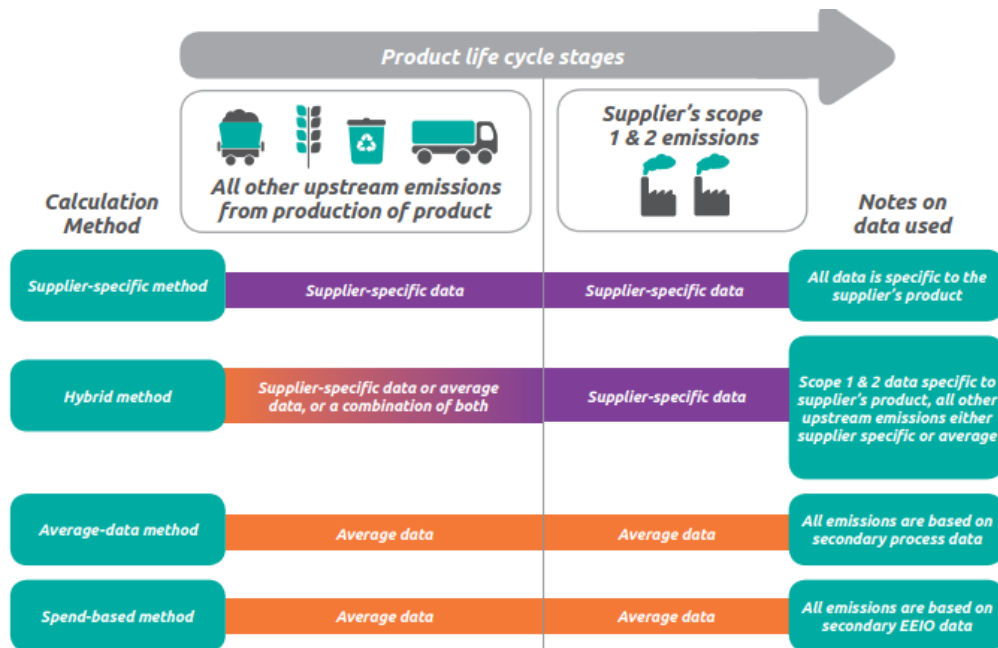 Product life cycle stages
All other upstream emissions
from production of product
Supplier's scope
1 & 2 emissions
Calculation
Method
Notes on
data used
Supplier-specific method
Supplier-specific data
Supplier-specific data
All data is specific to the
supplier's product
Hybrid method
Supplier-specific data or average
data, or a combination of both
Supplier-specific data
Scope 1 & 2 data specific to
supplier's product, all other
upstream emissions either
supplier specific or average
Average-data method
Average data
Average data
All emissions are based on
secondary process data
Spend-based method
Average data
Average data
All emissions are based on
secondary EEIO data